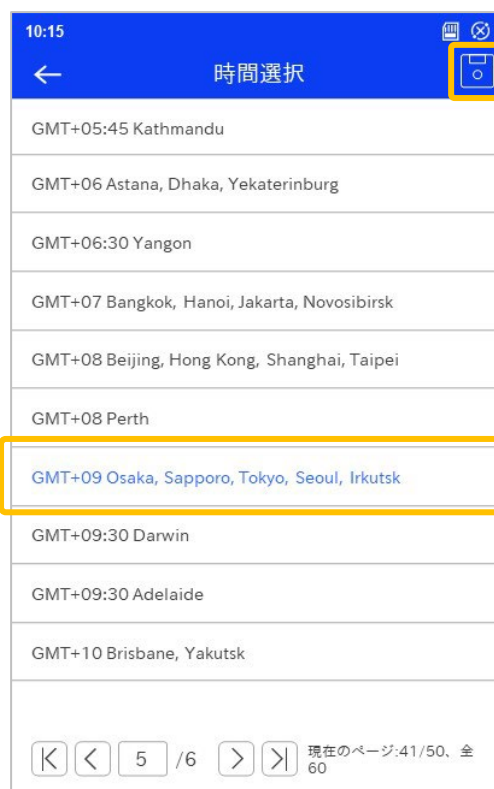 10:15
時間選択
GMT+05:45 Kathmandu
GMT+06 Astana, Dhaka, Yekaterinburg
GMT+06:30 Yangon
GMT+07 Bangkok, Hanoi, Jakarta, Novosibirsk
GMT+08 Beijing, Hong Kong, Shanghai, Taipei
GMT+08 Perth
GMT+09 Osaka, Sapporo, Tokyo, Seoul, Irkutsk
GMT+09:30 Darwin
GMT+09:30 Adelaide
GMT+10 Brisbane, Yakutsk
5 /6 現在のページ:41/50、全
60